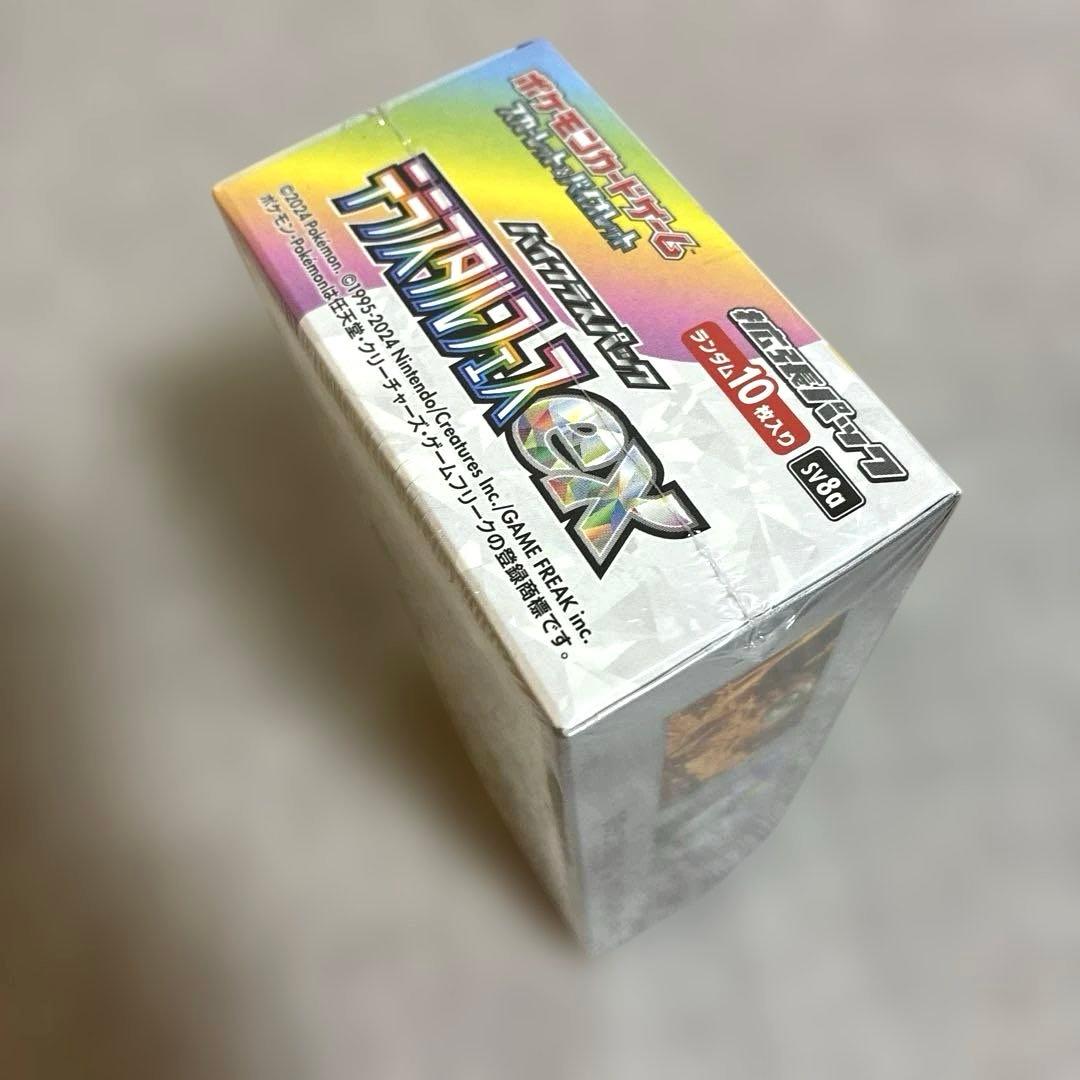 ポケモンカードゲーム
スカーレット&バイオレット
拡張パック
ハイクラスパック
ランダム10枚入り
SV8a
テラスタルフェス
ex
©2024 Pokémon. ©1995-2024 Nintendo/Creatures Inc./GAME FREAK inc.
ポケモン・Pokémonは任天堂・クリーチャーズ・ゲームフリークの登録商標です。